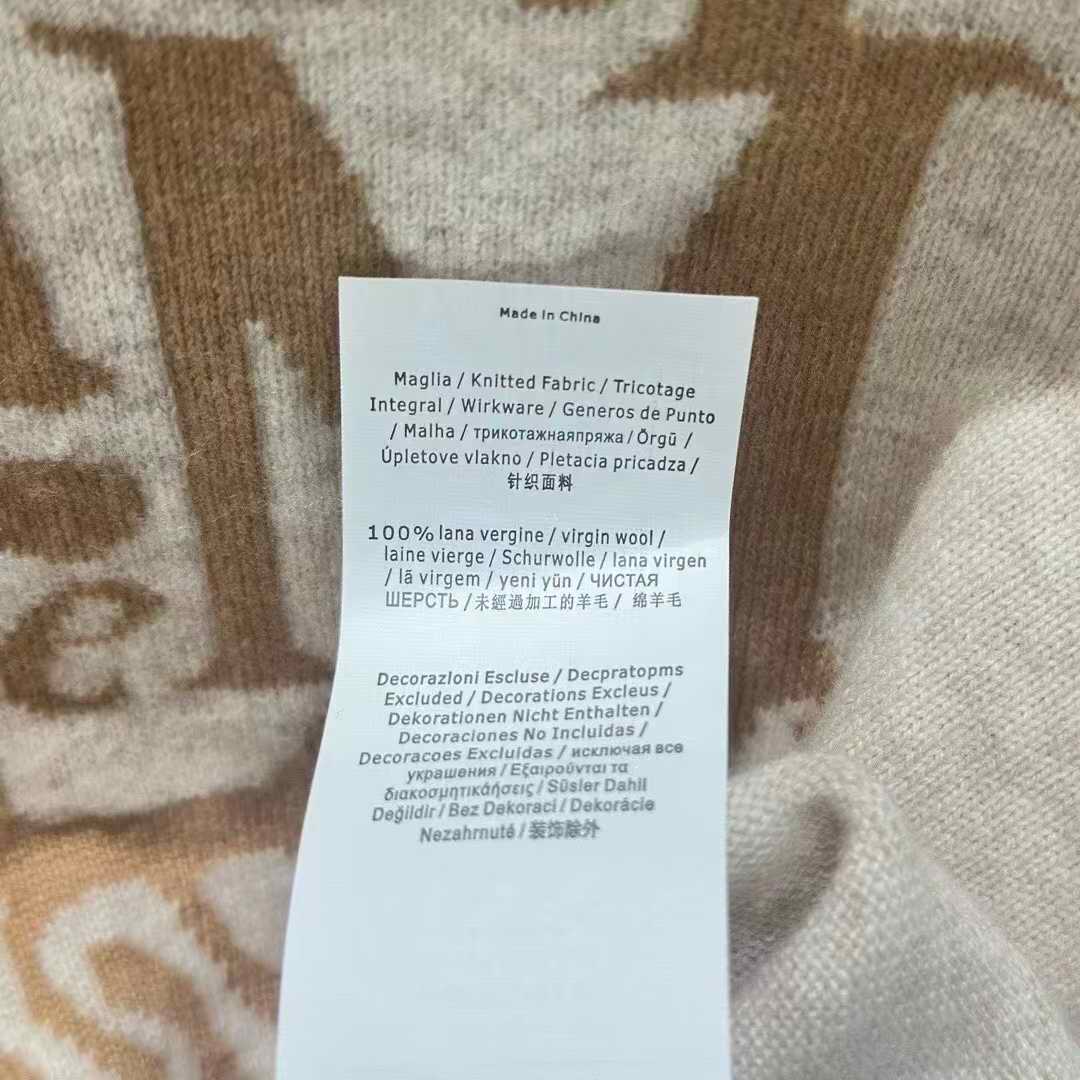 Made in China
Maglia / Knitted Fabric / Tricotage
Integral / Wirkware / Generos de Punto
/ Malha / трикотажнаяпряжа / Örgü /
Úpletove vlakno / Pletacia pricadza /
针织面料
100% lana vergine / virgin wool /
laine vierge / Schurwolle / lana virgen
/ lã virgem / yeni yün / ЧИСТАЯ
ШЕРСТЬ / 未經過加工的羊毛 / 绵羊毛
Decorazloni Escluse / Decpratopms
Excluded / Decorations Excleus /
Dekorationen Nicht Enthalten /
Decoraciones No Incluidas /
Decoracoes Excluidas / исключая все
украшения / Εξαιρούνται τα
διακοσμητικάήσεις / Süsler Dahil
Değildir / Bez Dekoraci / Dekorácie
Nezahrnuté / 装饰除外